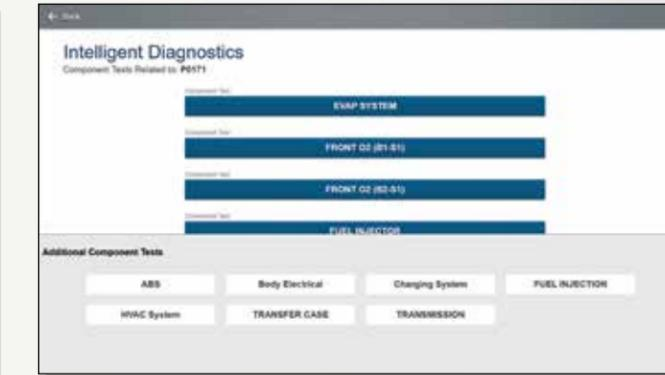 ← Back
Intelligent Diagnostics
Component Tests Related to: P0171
Component Test
EVAP SYSTEM
Component Test
FRONT O2 (B1-S1)
Component Test
FRONT O2 (B2-S1)
Component Test
FUEL INJECTOR
Additional Component Tests
ABS Body Electrical Charging System FUEL INJECTION
HVAC System TRANSFER CASE TRANSMISSION